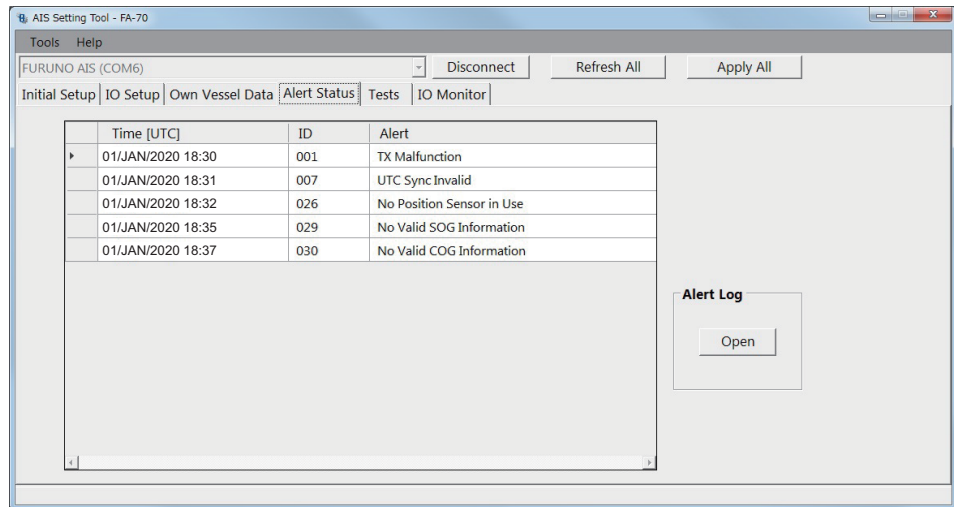 AIS Setting Tool - FA-70
Tools Help
FURUNO AIS (COM6) Disconnect Refresh All Apply All
Initial Setup IO Setup Own Vessel Data Alert Status Tests IO Monitor
Time [UTC] ID Alert
01/JAN/2020 18:30 001 TX Malfunction
01/JAN/2020 18:31 007 UTC Sync Invalid
01/JAN/2020 18:32 026 No Position Sensor in Use
01/JAN/2020 18:35 029 No Valid SOG Information
01/JAN/2020 18:37 030 No Valid COG Information
Alert Log
Open